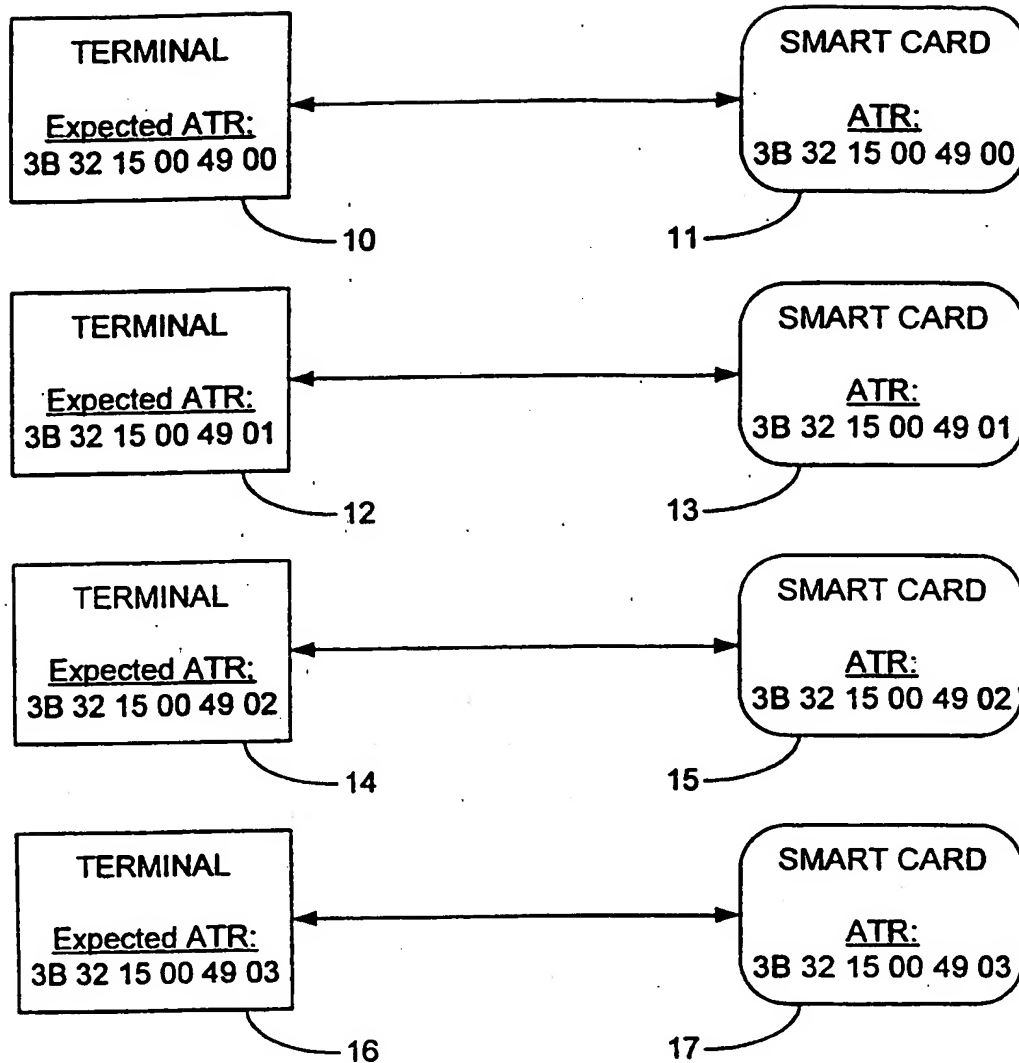 TERMINAL
Expected ATR:
3B 32 15 00 49 00
10
SMART CARD
ATR:
3B 32 15 00 49 00
11
TERMINAL
Expected ATR:
3B 32 15 00 49 01
12
SMART CARD
ATR:
3B 32 15 00 49 01
13
TERMINAL
Expected ATR:
3B 32 15 00 49 02
14
SMART CARD
ATR:
3B 32 15 00 49 02
15
TERMINAL
Expected ATR:
3B 32 15 00 49 03
16
SMART CARD
ATR:
3B 32 15 00 49 03
17